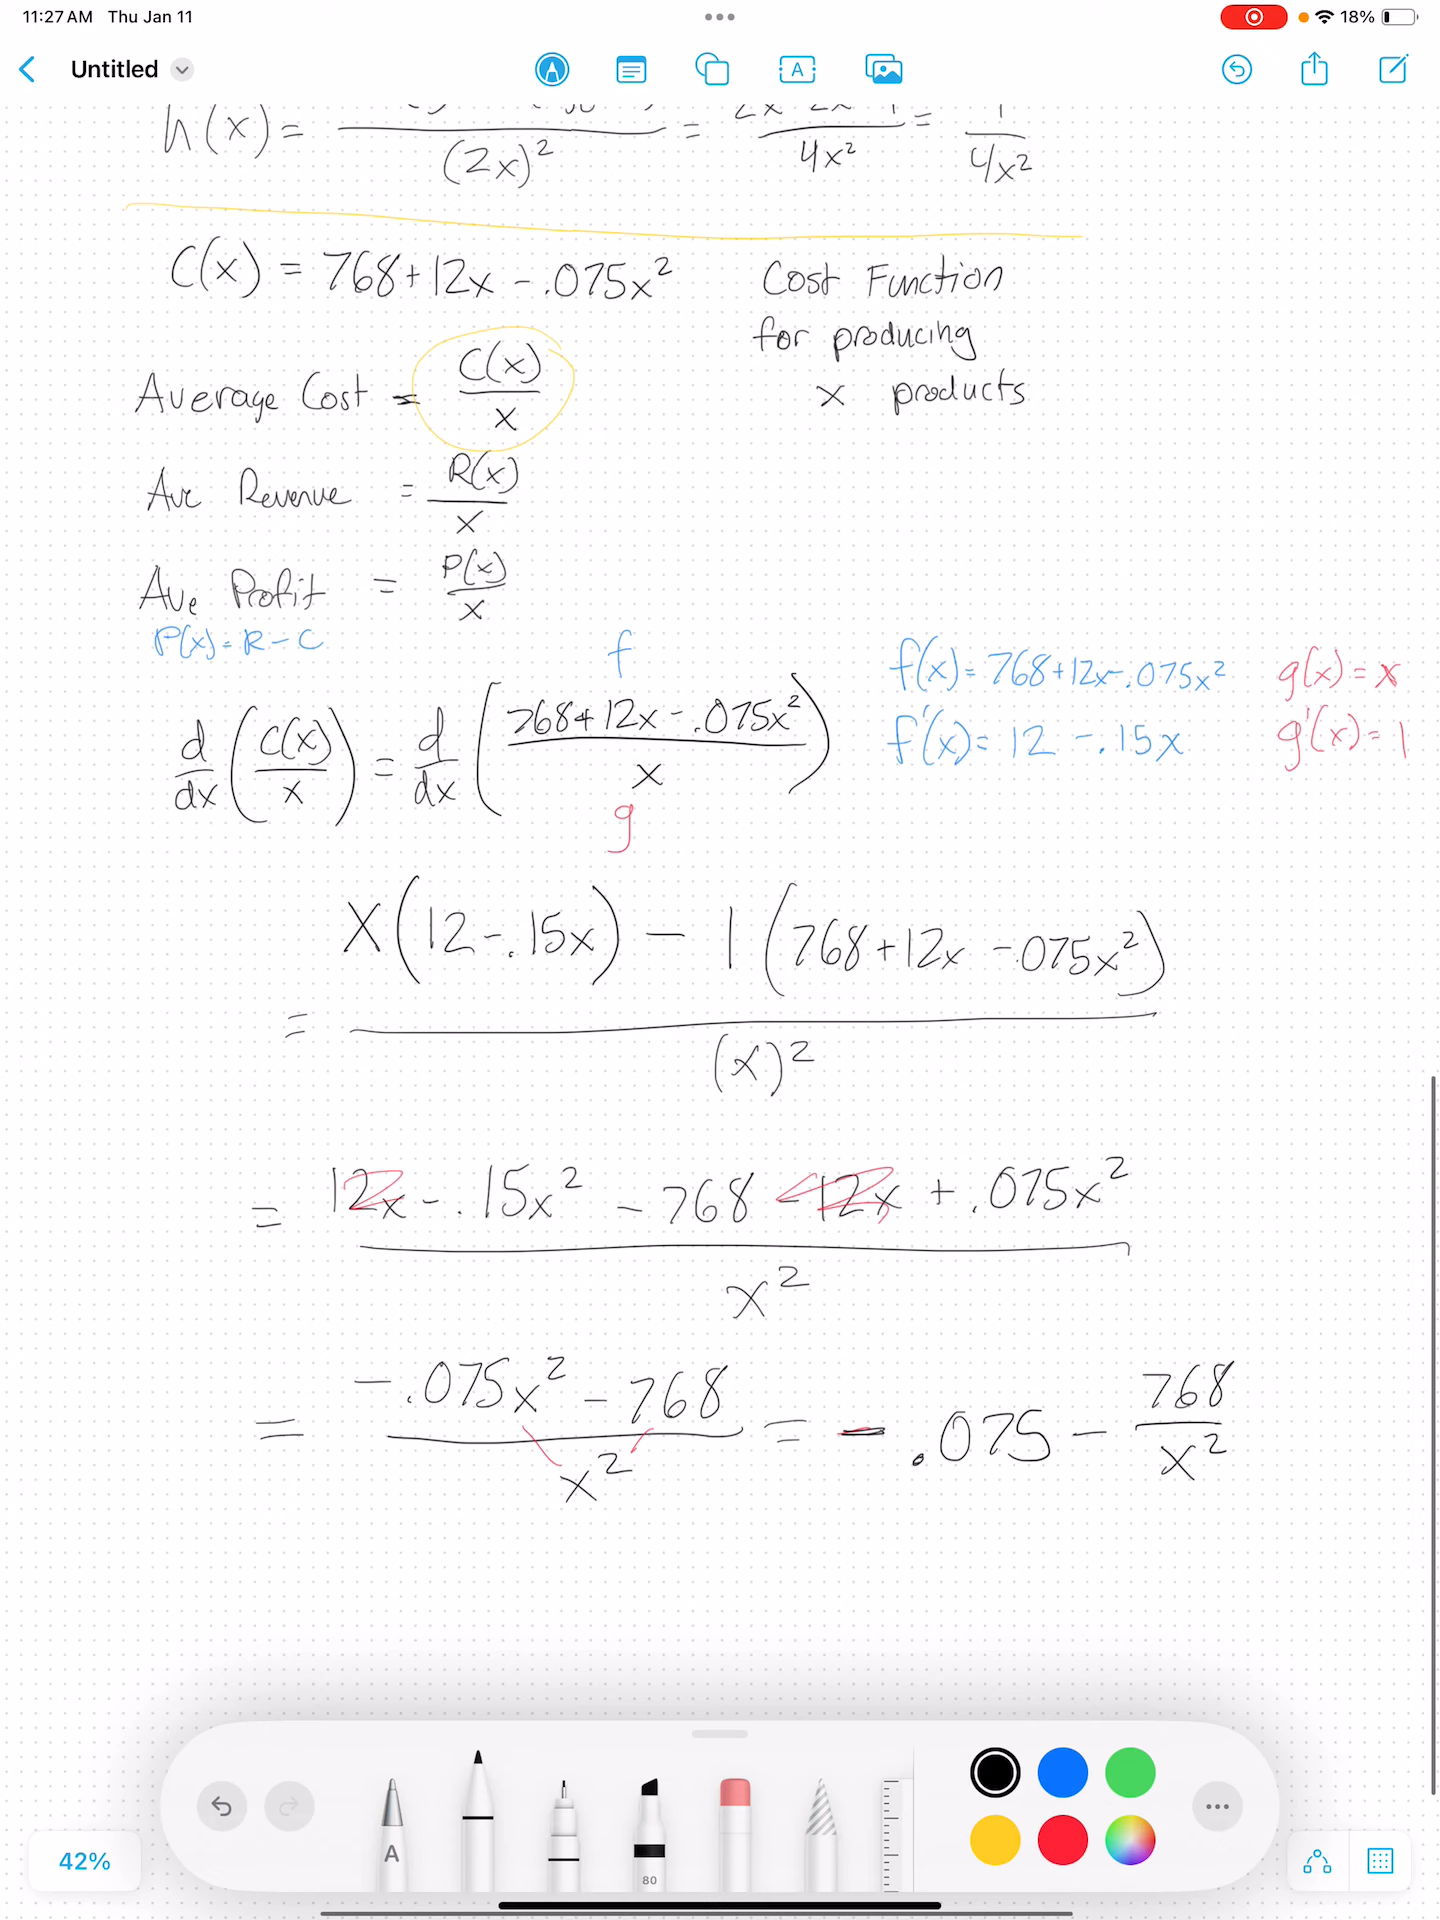 11:27 AM Thu Jan 11
18%
Untitled
A
h(x) = ———/(2x)² = ———/4x² = 1/4x²
C(x) = 768+12x - .075x²
Cost Function
for producing
x products
Average Cost = C(x)/x
Ave Revenue = R(x)/x
Ave Profit = P(x)/x
P(x) = R - C
f
f(x) = 768+12x-.075x² g(x) = x
f'(x) = 12 - .15x g'(x) = 1
d/dx (C(x)/x) = d/dx ((768+12x - .075x²)/x)
g
= (x(12-.15x) - 1(768+12x -.075x²))/(x)²
= (12x - .15x² - 768 - 12x + .075x²)/x²
= (-.075x² - 768)/x² = -.075 - 768/x²
A
80
42%